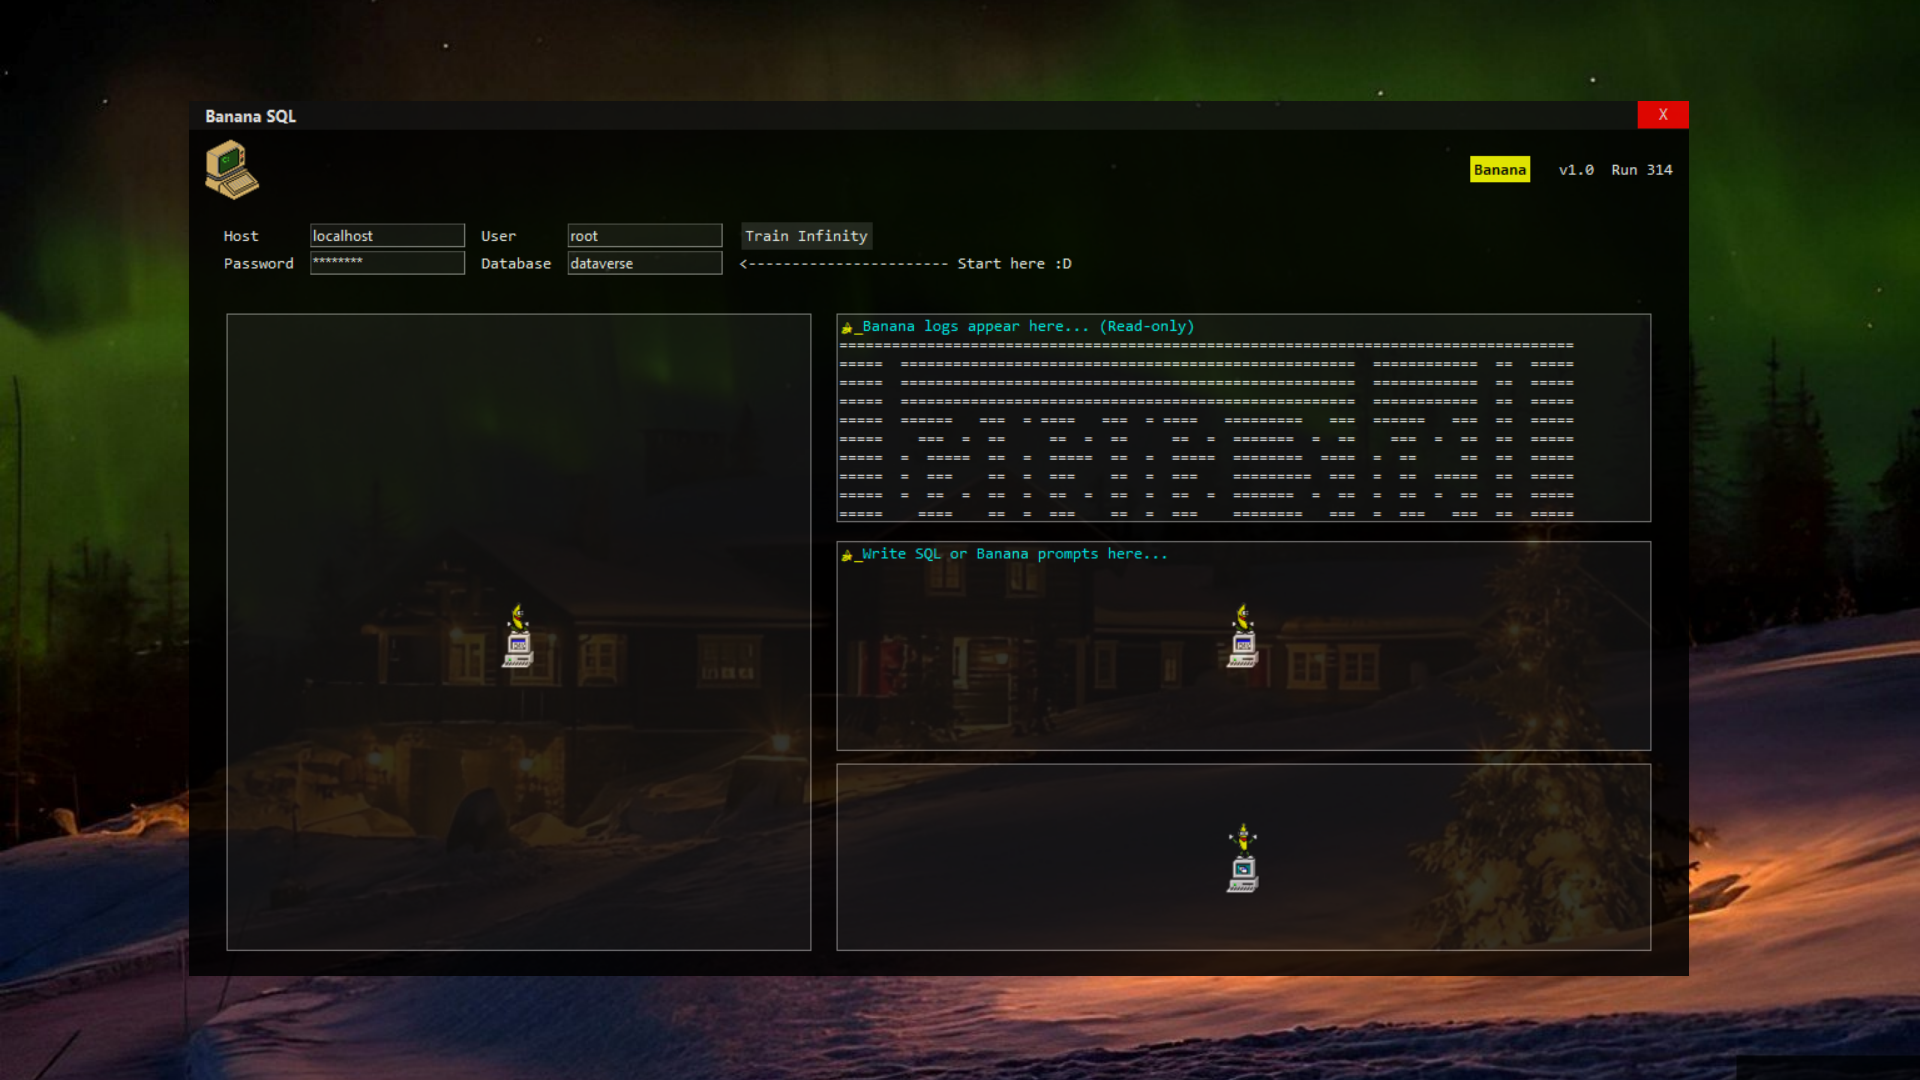 Banana SQL
X
Banana v1.0 Run 314
Host localhost User root Train Infinity
Password ******** Database dataverse <----------------------- Start here :D
_Banana logs appear here... (Read-only)
_Write SQL or Banana prompts here...